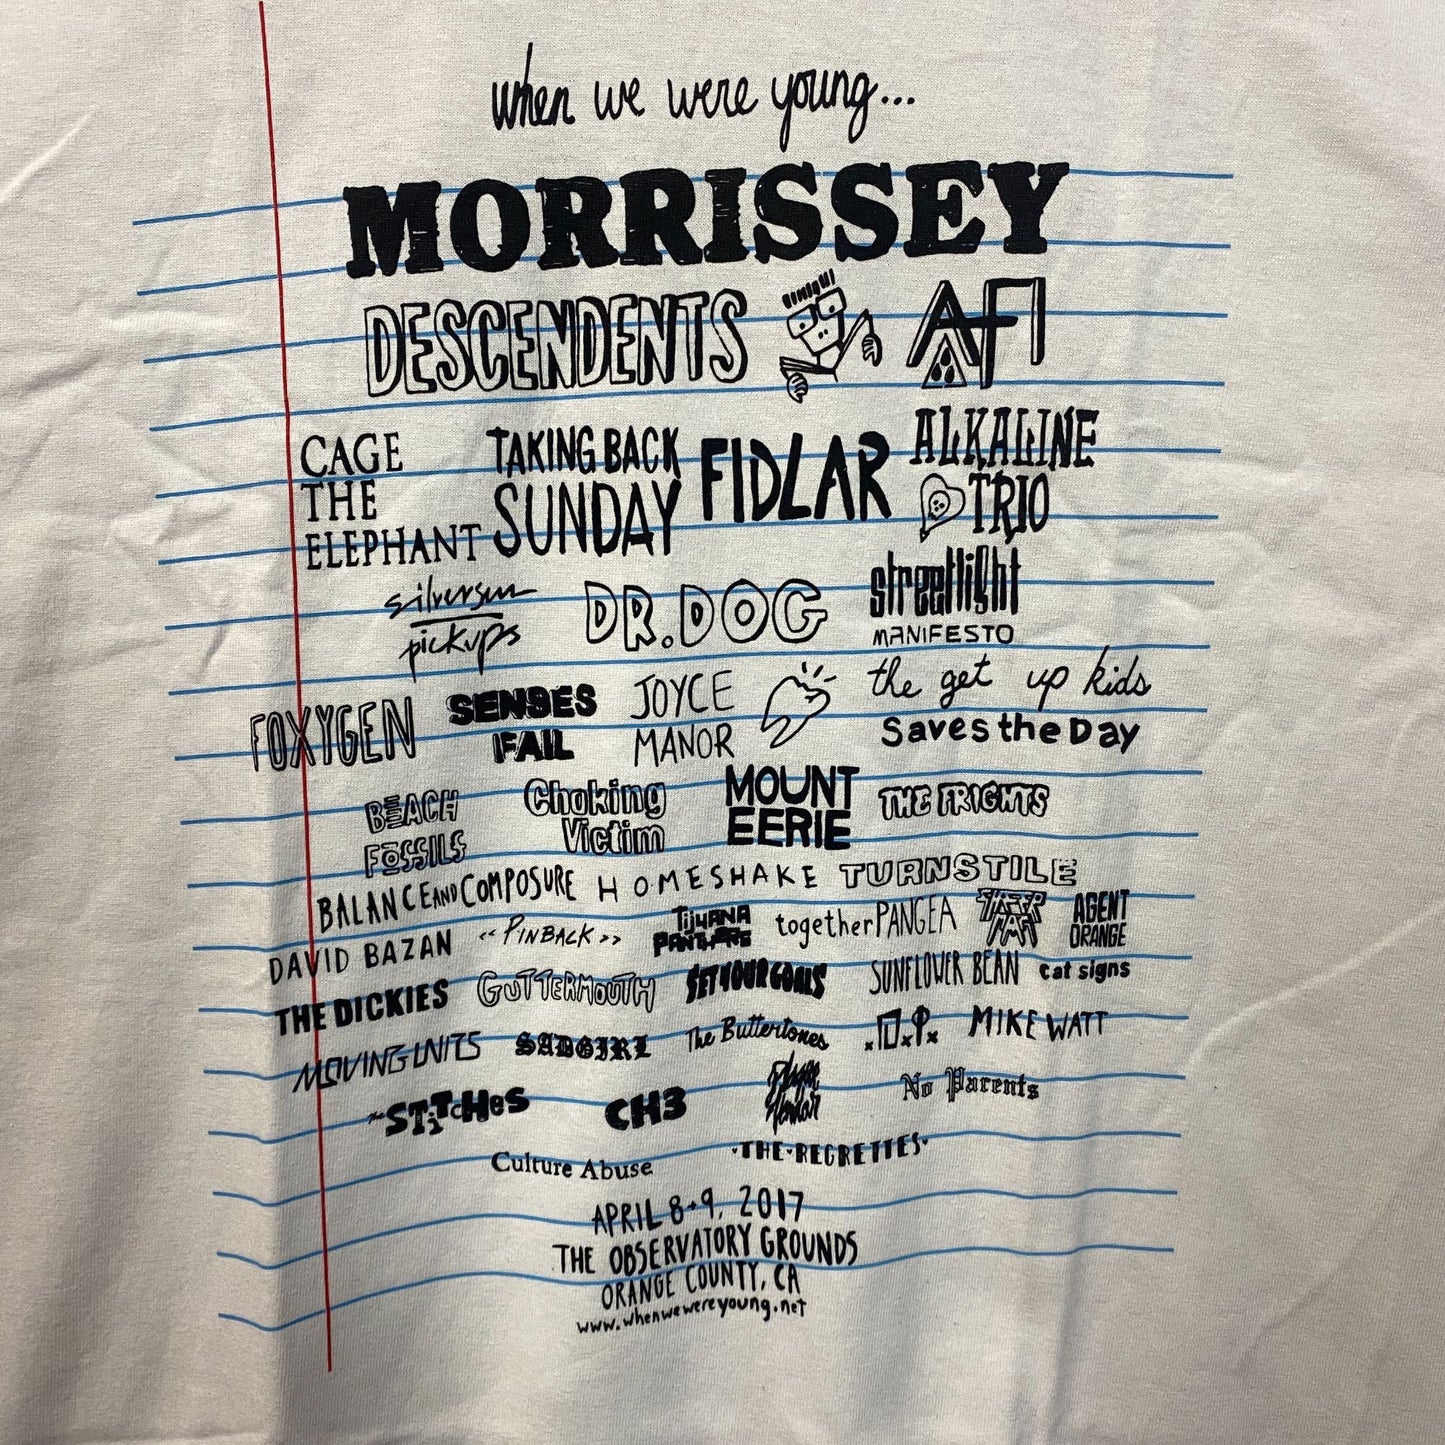 when we were young...
MORRISSEY
DESCENDENTS AFI
CAGE THE ELEPHANT
TAKING BACK SUNDAY
FIDLAR
ALKALINE TRIO
silversun pickups
DR. DOG
streetlight MANIFESTO
FOXYGEN
SENSES FAIL
JOYCE MANOR
the get up kids
Saves the Day
BEACH FOSSILS
Choking Victim
MOUNT EERIE
THE FRIGHTS
BALANCE AND COMPOSURE HOMESHAKE TURNSTILE
DAVID BAZAN
<<PINBACK>>
TIJUANA PANTHERS
together PANGEA
AGENT ORANGE
THE DICKIES
GUTTERMOUTH
SET YOUR GOALS
SUNFLOWER BEAN
cat signs
MOVING UNITS
SADGIRL
The Buttertones
MIKE WATT
The STiTCHeS
CH3
No Parents
Culture Abuse
·THE·REGRETTES·
APRIL 8+9, 2017
THE OBSERVATORY GROUNDS
ORANGE COUNTY, CA
www.whenwewereyoung.net